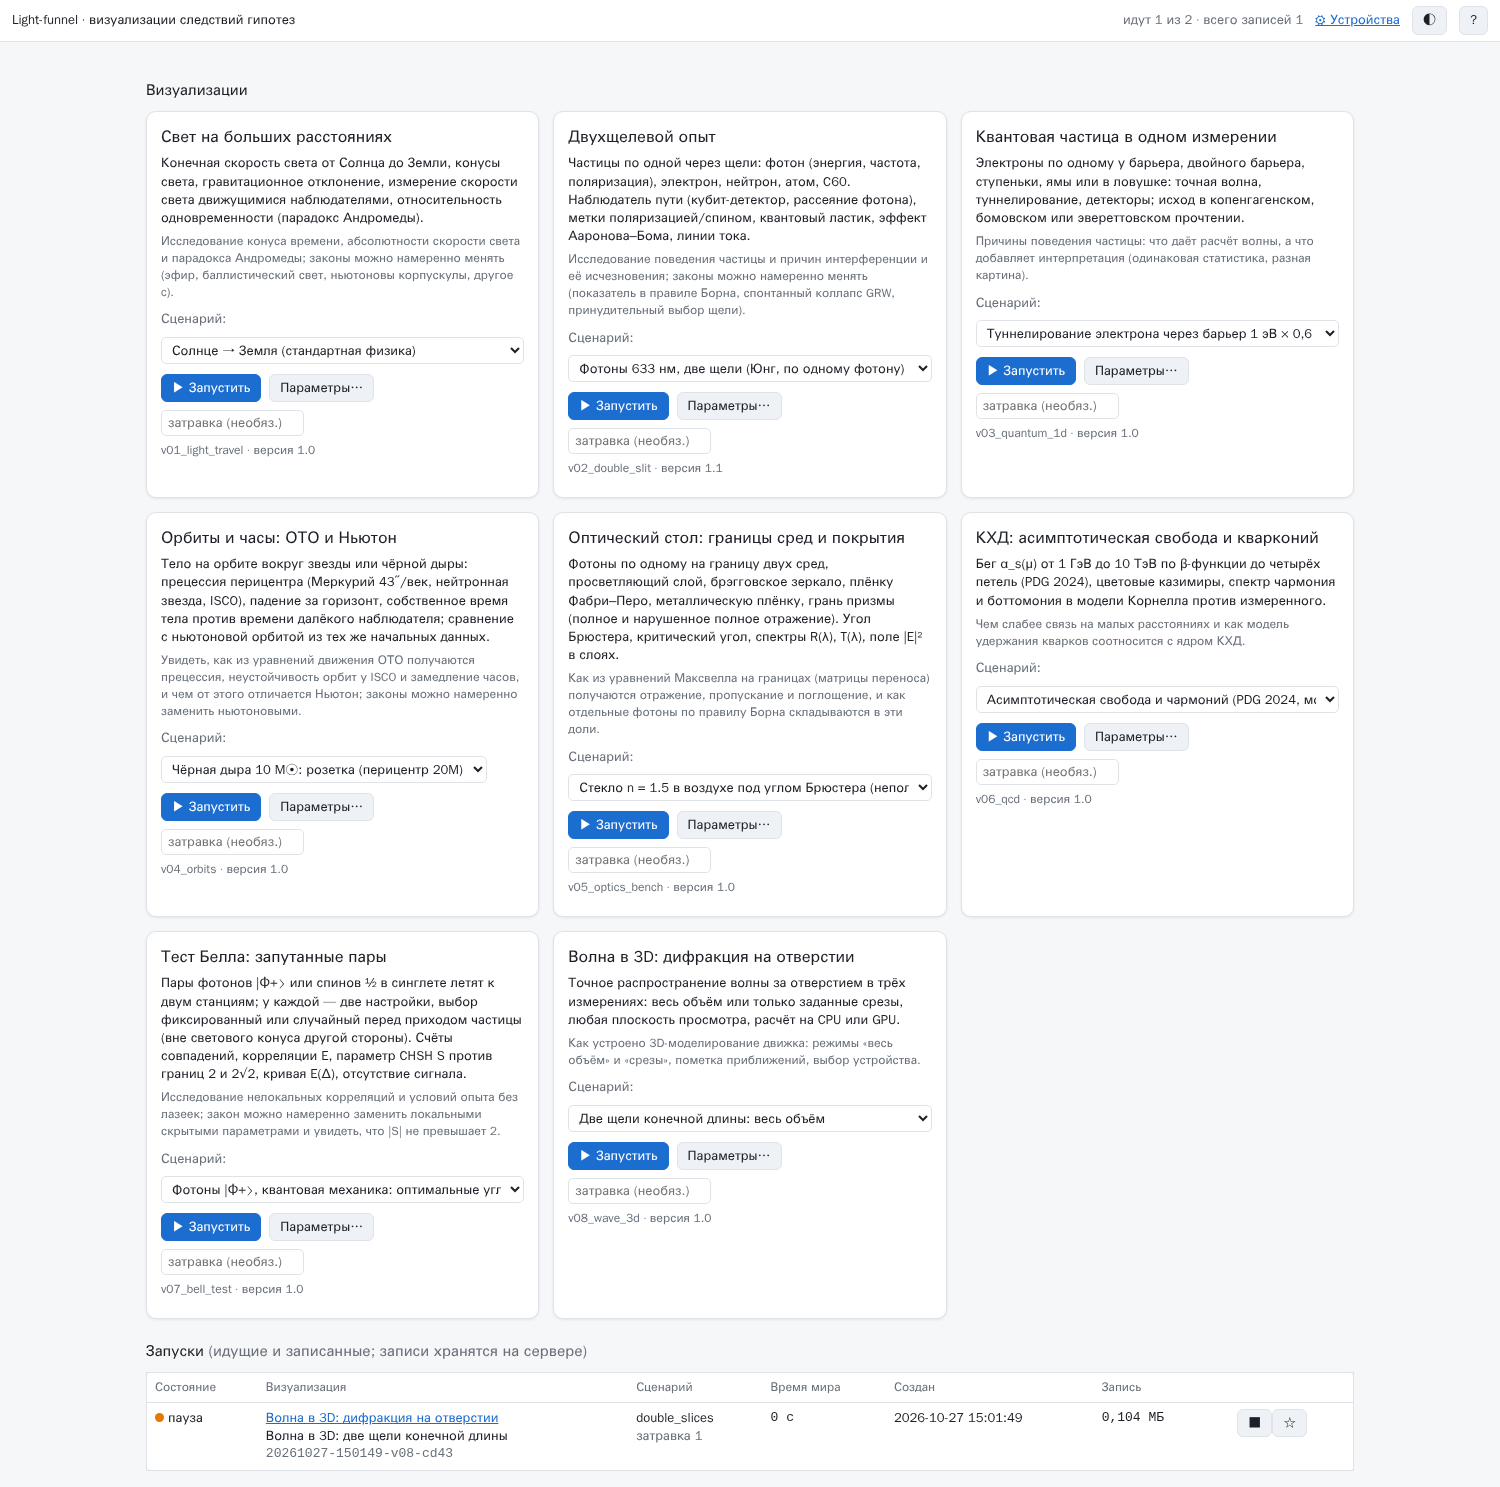 Light-funnel · визуализации следствий гипотез
идут 1 из 2 · всего записей 1
⚙ Устройства
◐
?
Визуализации
Свет на больших расстояниях
Конечная скорость света от Солнца до Земли, конусы
света, гравитационное отклонение, измерение скорости
света движущимися наблюдателями, относительность
одновременности (парадокс Андромеды).
Исследование конуса времени, абсолютности скорости света
и парадокса Андромеды; законы можно намеренно менять
(эфир, баллистический свет, ньютоновы корпускулы, другое
c).
Сценарий:
Солнце → Земля (стандартная физика)
▶ Запустить
Параметры…
затравка (необяз.)
v01_light_travel · версия 1.0
Двухщелевой опыт
Частицы по одной через щели: фотон (энергия, частота,
поляризация), электрон, нейтрон, атом, C60.
Наблюдатель пути (кубит-детектор, рассеяние фотона),
метки поляризацией/спином, квантовый ластик, эффект
Ааронова–Бома, линии тока.
Исследование поведения частицы и причин интерференции и
её исчезновения; законы можно намеренно менять
(показатель в правиле Борна, спонтанный коллапс GRW,
принудительный выбор щели).
Сценарий:
Фотоны 633 нм, две щели (Юнг, по одному фотону)
▶ Запустить
Параметры…
затравка (необяз.)
v02_double_slit · версия 1.1
Квантовая частица в одном измерении
Электроны по одному у барьера, двойного барьера,
ступеньки, ямы или в ловушке: точная волна,
туннелирование, детекторы; исход в копенгагенском,
бомовском или эвереттовском прочтении.
Причины поведения частицы: что даёт расчёт волны, а что
добавляет интерпретация (одинаковая статистика, разная
картина).
Сценарий:
Туннелирование электрона через барьер 1 эВ × 0,6
▶ Запустить
Параметры…
затравка (необяз.)
v03_quantum_1d · версия 1.0
Орбиты и часы: ОТО и Ньютон
Тело на орбите вокруг звезды или чёрной дыры:
прецессия перицентра (Меркурий 43″/век, нейтронная
звезда, ISCO), падение за горизонт, собственное время
тела против времени далёкого наблюдателя; сравнение
с ньютоновой орбитой из тех же начальных данных.
Увидеть, как из уравнений движения ОТО получаются
прецессия, неустойчивость орбит у ISCO и замедление часов,
и чем от этого отличается Ньютон; законы можно намеренно
заменить ньютоновыми.
Сценарий:
Чёрная дыра 10 M☉: розетка (перицентр 20M)
▶ Запустить
Параметры…
затравка (необяз.)
v04_orbits · версия 1.0
Оптический стол: границы сред и покрытия
Фотоны по одному на границу двух сред,
просветляющий слой, брэгговское зеркало, плёнку
Фабри–Перо, металлическую плёнку, грань призмы
(полное и нарушенное полное отражение). Угол
Брюстера, критический угол, спектры R(λ), T(λ), поле |E|²
в слоях.
Как из уравнений Максвелла на границах (матрицы переноса)
получаются отражение, пропускание и поглощение, и как
отдельные фотоны по правилу Борна складываются в эти
доли.
Сценарий:
Стекло n = 1.5 в воздухе под углом Брюстера (непол
▶ Запустить
Параметры…
затравка (необяз.)
v05_optics_bench · версия 1.0
КХД: асимптотическая свобода и кварконий
Бег α_s(μ) от 1 ГэВ до 10 ТэВ по β-функции до четырёх
петель (PDG 2024), цветовые казимиры, спектр чармония
и боттомония в модели Корнелла против измеренного.
Чем слабее связь на малых расстояниях и как модель
удержания кварков соотносится с ядром КХД.
Сценарий:
Асимптотическая свобода и чармоний (PDG 2024, мо
▶ Запустить
Параметры…
затравка (необяз.)
v06_qcd · версия 1.0
Тест Белла: запутанные пары
Пары фотонов |Φ+⟩ или спинов ½ в синглете летят к
двум станциям; у каждой — две настройки, выбор
фиксированный или случайный перед приходом частицы
(вне светового конуса другой стороны). Счёты
совпадений, корреляции E, параметр CHSH S против
границ 2 и 2√2, кривая E(Δ), отсутствие сигнала.
Исследование нелокальных корреляций и условий опыта без
лазеек; закон можно намеренно заменить локальными
скрытыми параметрами и увидеть, что |S| не превышает 2.
Сценарий:
Фотоны |Φ+⟩, квантовая механика: оптимальные угл
▶ Запустить
Параметры…
затравка (необяз.)
v07_bell_test · версия 1.0
Волна в 3D: дифракция на отверстии
Точное распространение волны за отверстием в трёх
измерениях: весь объём или только заданные срезы,
любая плоскость просмотра, расчёт на CPU или GPU.
Как устроено 3D-моделирование движка: режимы «весь
объём» и «срезы», пометка приближений, выбор устройства.
Сценарий:
Две щели конечной длины: весь объём
▶ Запустить
Параметры…
затравка (необяз.)
v08_wave_3d · версия 1.0
Запуски (идущие и записанные; записи хранятся на сервере)
Состояние Визуализация Сценарий Время мира Создан Запись
пауза Волна в 3D: дифракция на отверстии double_slices 0 с 2026-10-27 15:01:49 0,104 МБ ■ ☆
Волна в 3D: две щели конечной длины затравка 1
20261027-150149-v08-cd43